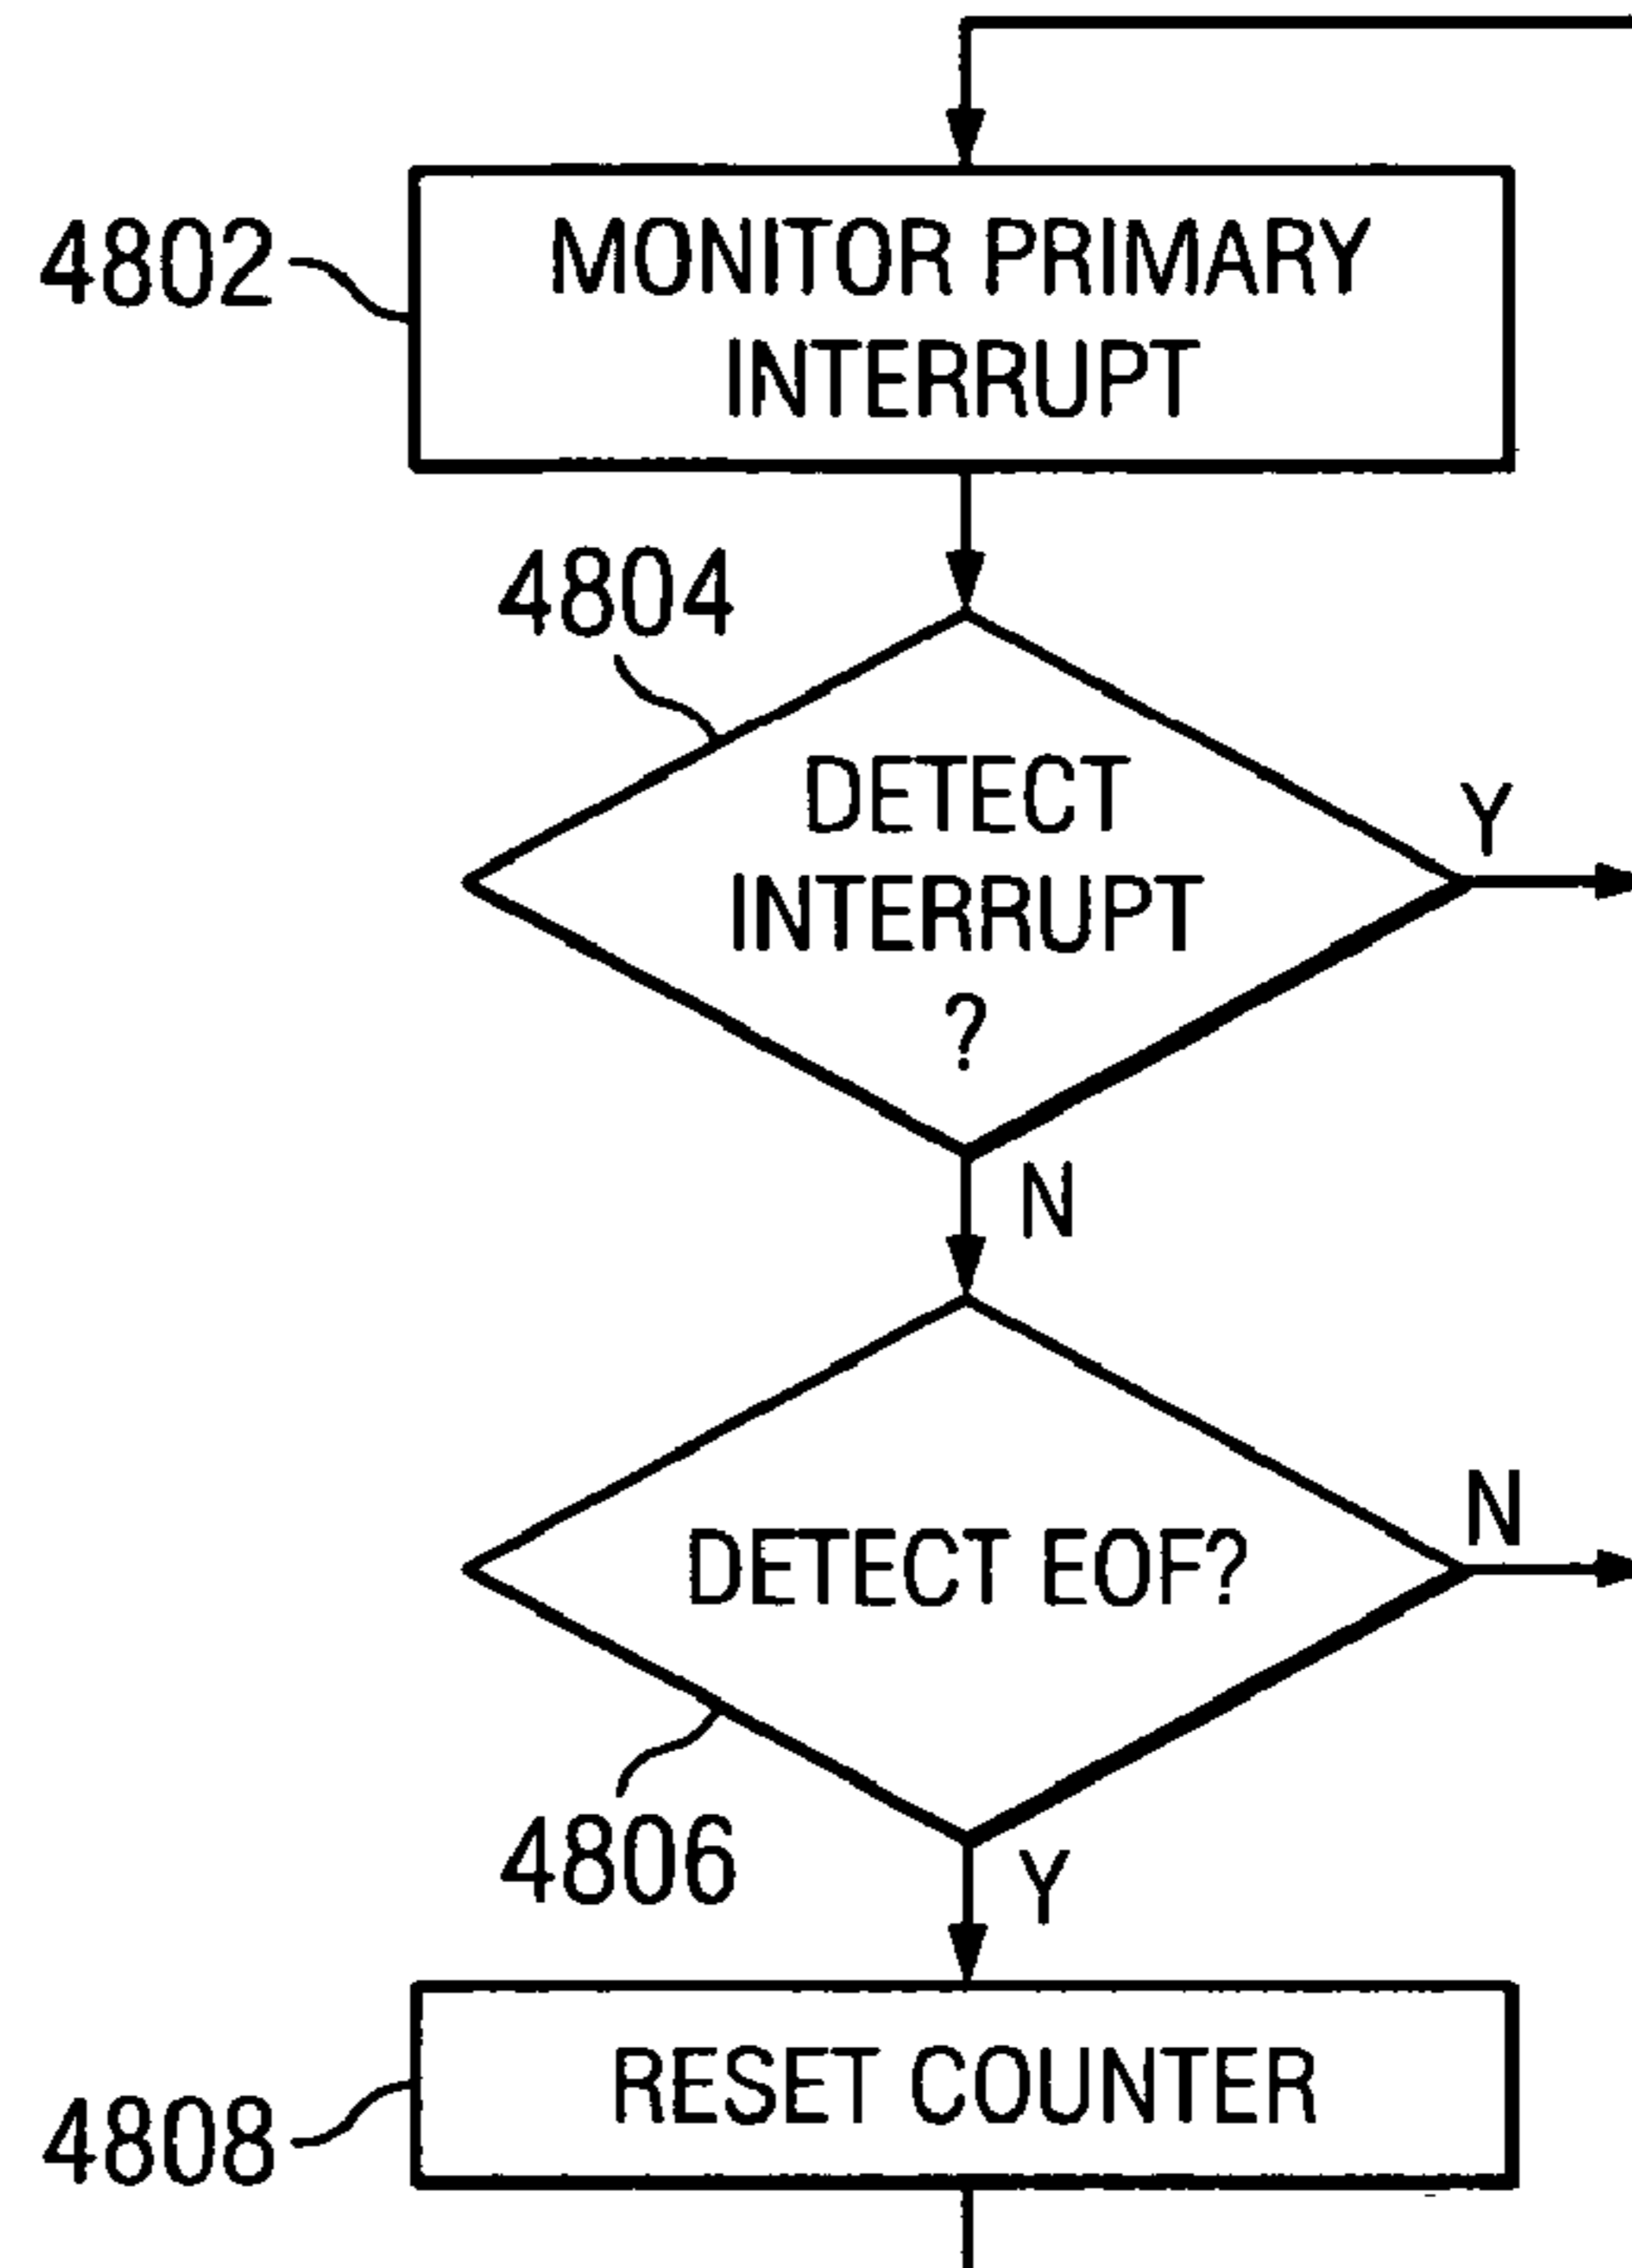 4802
MONITOR PRIMARY
INTERRUPT
4804
DETECT
INTERRUPT
?
Y
N
DETECT EOF?
N
4806
Y
RESET COUNTER
4808